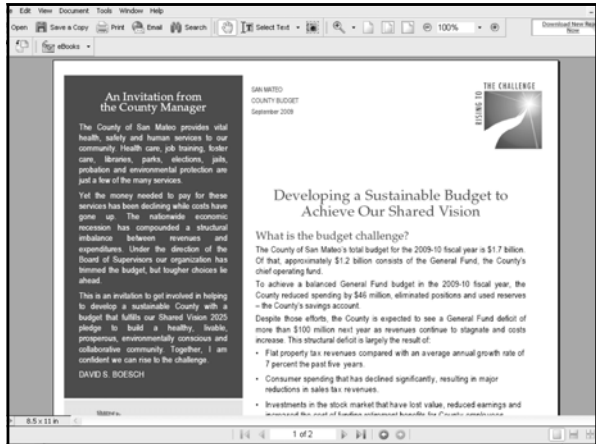 Edit View Document Tools Window Help
Open Save a Copy Print Email Search Select Text 100% Download New Reader Now
eBooks
An Invitation from
the County Manager
The County of San Mateo provides vital
health, safety and human services to our
community. Health care, job training, foster
care, libraries, parks, elections, jails,
probation and environmental protection are
just a few of the many services.
Yet the money needed to pay for these
services has been declining while costs have
gone up. The nationwide economic
recession has compounded a structural
imbalance between revenues and
expenditures. Under the direction of the
Board of Supervisors our organization has
trimmed the budget, but tougher choices lie
ahead.
This is an invitation to get involved in helping
to develop a sustainable County with a
budget that fulfills our Shared Vision 2025
pledge to build a healthy, livable,
prosperous, environmentally conscious and
collaborative community. Together, I am
confident we can rise to the challenge.
DAVID S. BOESCH
SAN MATEO
COUNTY BUDGET
September 2009
RISING TO
THE CHALLENGE
Developing a Sustainable Budget to
Achieve Our Shared Vision
What is the budget challenge?
The County of San Mateo's total budget for the 2009-10 fiscal year is $1.7 billion.
Of that, approximately $1.2 billion consists of the General Fund, the County's
chief operating fund.
To achieve a balanced General Fund budget in the 2009-10 fiscal year, the
County reduced spending by $46 million, eliminated positions and used reserves
– the County's savings account.
Despite those efforts, the County is expected to see a General Fund deficit of
more than $100 million next year as revenues continue to stagnate and costs
increase. This structural deficit is largely the result of:
• Flat property tax revenues compared with an average annual growth rate of
7 percent the past five years.
• Consumer spending that has declined significantly, resulting in major
reductions in sales tax revenues.
• Investments in the stock market that have lost value, reduced earnings and
increased the cost of funding retirement benefits for County employees
8.5 x 11 in
1 of 2